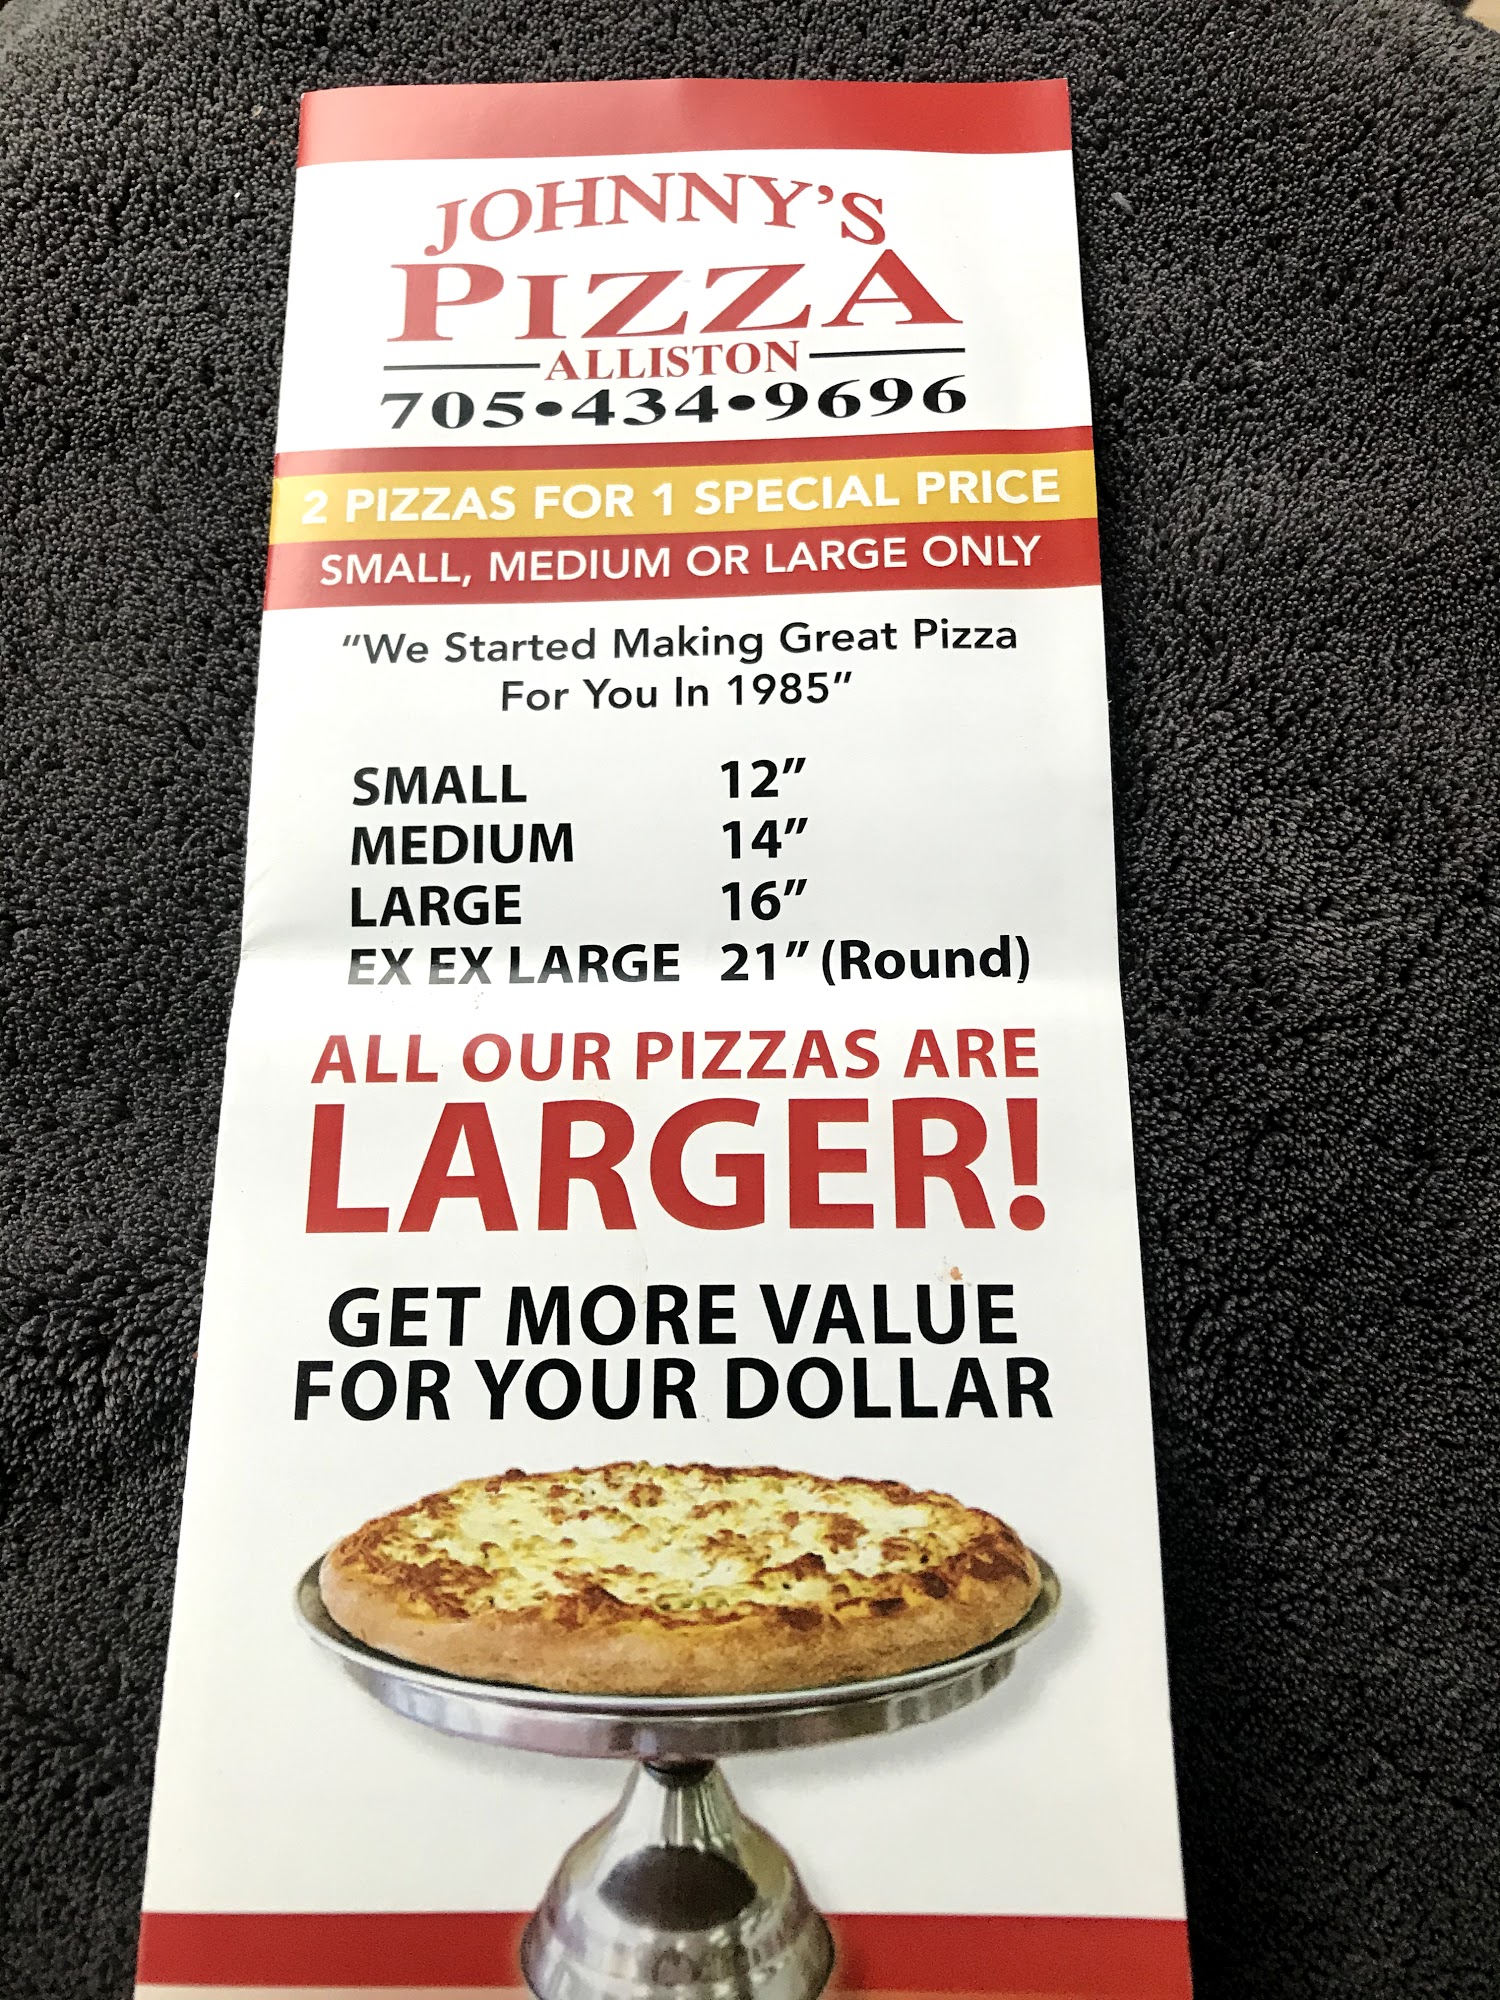 JOHNNY'S
PIZZA
ALLISTON
705•434•9696
2 PIZZAS FOR 1 SPECIAL PRICE
SMALL, MEDIUM OR LARGE ONLY
"We Started Making Great Pizza
For You In 1985"
SMALL 12"
MEDIUM 14"
LARGE 16"
EX EX LARGE 21" (Round)
ALL OUR PIZZAS ARE
LARGER!
GET MORE VALUE
FOR YOUR DOLLAR